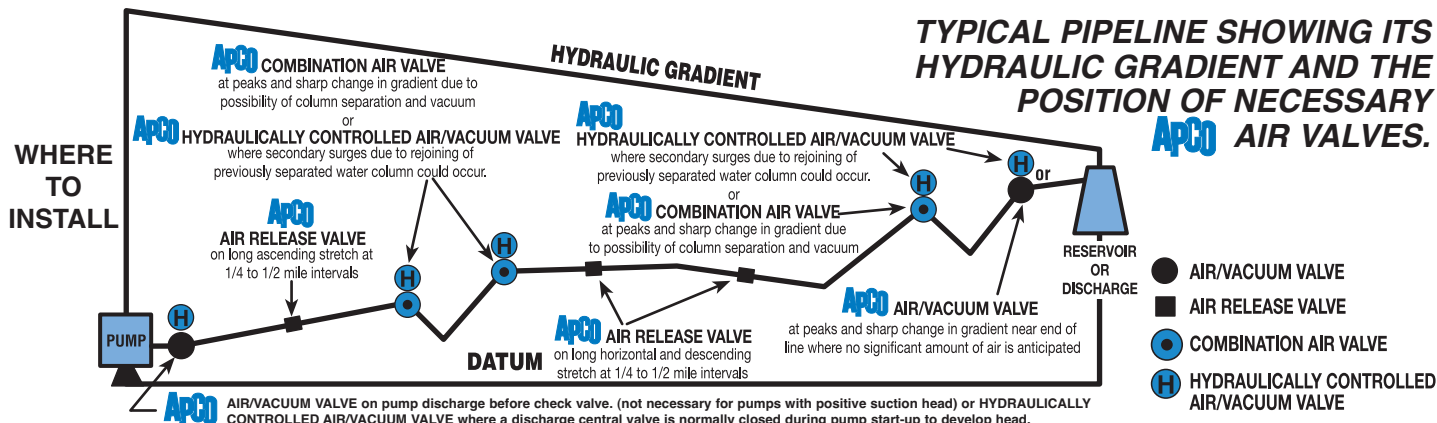 TYPICAL PIPELINE SHOWING ITS
HYDRAULIC GRADIENT AND THE
POSITION OF NECESSARY
APCO AIR VALVES.
WHERE
TO
INSTALL
HYDRAULIC GRADIENT
APCO COMBINATION AIR VALVE
at peaks and sharp change in gradient due to
possibility of column separation and vacuum
or
APCO HYDRAULICALLY CONTROLLED AIR/VACUUM VALVE
where secondary surges due to rejoining of
previously separated water column could occur.
APCO
HYDRAULICALLY CONTROLLED AIR/VACUUM VALVE
where secondary surges due to rejoining of
previously separated water column could occur.
or
APCO COMBINATION AIR VALVE
at peaks and sharp change in gradient due
to possibility of column separation and vacuum
APCO
AIR RELEASE VALVE
on long ascending stretch at
1/4 to 1/2 mile intervals
H
H
H
H
H
or
PUMP
DATUM
APCO AIR RELEASE VALVE
on long horizontal and descending
stretch at 1/4 to 1/2 mile intervals
APCO AIR/VACUUM VALVE
at peaks and sharp change in gradient near end of
line where no significant amount of air is anticipated
RESERVOIR
OR
DISCHARGE
AIR/VACUUM VALVE
AIR RELEASE VALVE
COMBINATION AIR VALVE
H HYDRAULICALLY CONTROLLED
AIR/VACUUM VALVE
APCO AIR/VACUUM VALVE on pump discharge before check valve. (not necessary for pumps with positive suction head) or HYDRAULICALLY
CONTROLLED AIR/VACUUM VALVE where a discharge central valve is normally closed during pump start-up to develop head.